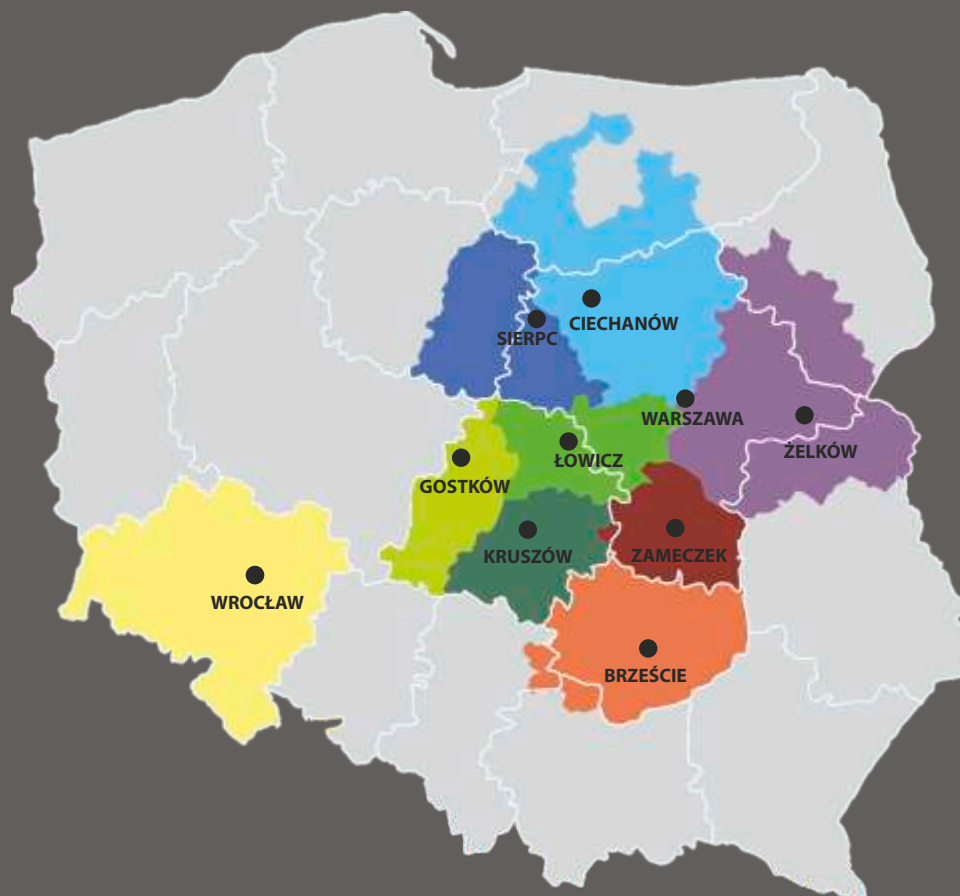 CIECHANÓW
SIERPC
WARSZAWA
ŻELKÓW
ŁOWICZ
GOSTKÓW
KRUSZÓW
ZAMECZEK
WROCŁAW
BRZEŚCIE